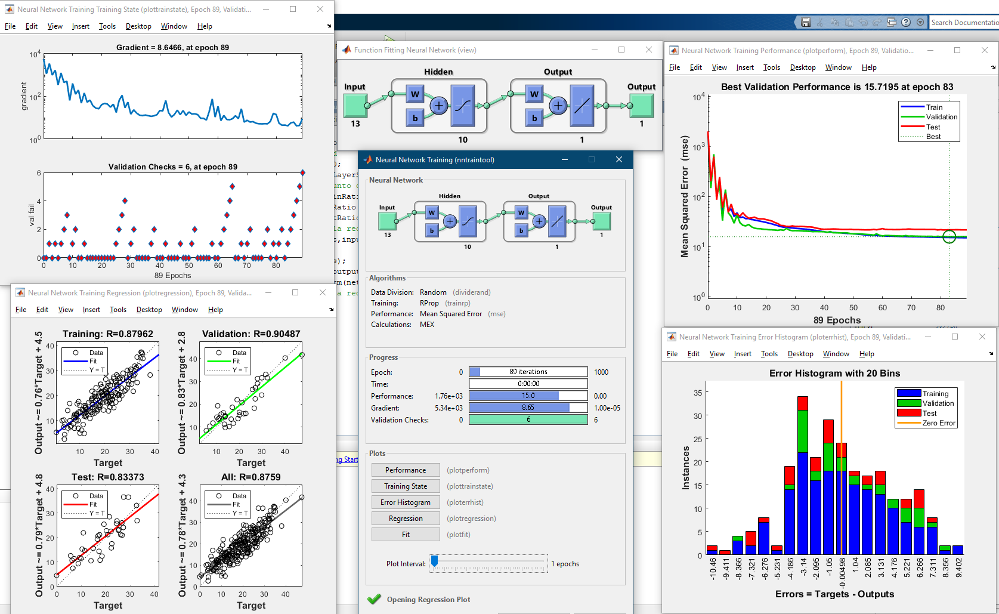 Neural Network Training Training State (plottrainstate), Epoch 89, Validati...
File Edit View Insert Tools Desktop Window Help
Gradient = 8.6466, at epoch 89
gradient
10^4
10^2
10^0
Validation Checks = 6, at epoch 89
val fail
6
4
2
0
0 10 20 30 40 50 60 70 80
89 Epochs
Search Documentatio
Function Fitting Neural Network (view)
Hidden Output
Input Output
W W
b b
13 1
10 1
Neural Network Training Performance (plotperform), Epoch 89, Validatio...
File Edit View Insert Tools Desktop Window Help
Best Validation Performance is 15.7195 at epoch 83
Mean Squared Error (mse)
10^4
10^3
10^2
10^1
10^0
Train
Validation
Test
Best
0 10 20 30 40 50 60 70 80
89 Epochs
0;
LayerS
unto
inRatio
Ratio
tRatio
la re
t,inpu
s);
output
rm(net
a re
ng Start
Neural Network Training (nntraintool)
Neural Network
Hidden Output
Input Output
W W
b b
13 1
10 1
Algorithms
Data Division: Random (dividerand)
Training: RProp (trainrp)
Performance: Mean Squared Error (mse)
Calculations: MEX
Progress
Epoch: 0 89 iterations 1000
Time: 0:00:00
Performance: 1.76e+03 15.0 0.00
Gradient: 5.34e+03 8.65 1.00e-05
Validation Checks: 0 6 6
Plots
Performance (plotperform)
Training State (plottrainstate)
Error Histogram (ploterrhist)
Regression (plotregression)
Fit (plotfit)
Plot Interval: 1 epochs
Opening Regression Plot
Neural Network Training Regression (plotregression), Epoch 89, Valida...
File Edit View Insert Tools Desktop Window Help
Training: R=0.87962
Output ~= 0.76*Target + 4.5
Data
Fit
Y = T
40
30
20
10
10 20 30 40
Target
Validation: R=0.90487
Output ~= 0.83*Target + 2.8
Data
Fit
Y = T
40
30
20
10
10 20 30 40
Target
Test: R=0.83373
Output ~= 0.79*Target + 4.8
Data
Fit
Y = T
40
30
20
10
0
0 10 20 30 40
Target
All: R=0.8759
Output ~= 0.78*Target + 4.3
Data
Fit
Y = T
40
30
20
10
0
0 10 20 30 40
Target
Neural Network Training Error Histogram (ploterrhist), Epoch 89, Validati...
File Edit View Insert Tools Desktop Window Help
Error Histogram with 20 Bins
Instances
35
30
25
20
15
10
5
0
Training
Validation
Test
Zero Error
-10.46 -9.411 -8.366 -7.321 -6.276 -5.231 -4.186 -3.14 -2.095 -1.05 -0.00498 1.04 2.085 3.131 4.176 5.221 6.266 7.311 8.356 9.402
Errors = Targets - Outputs